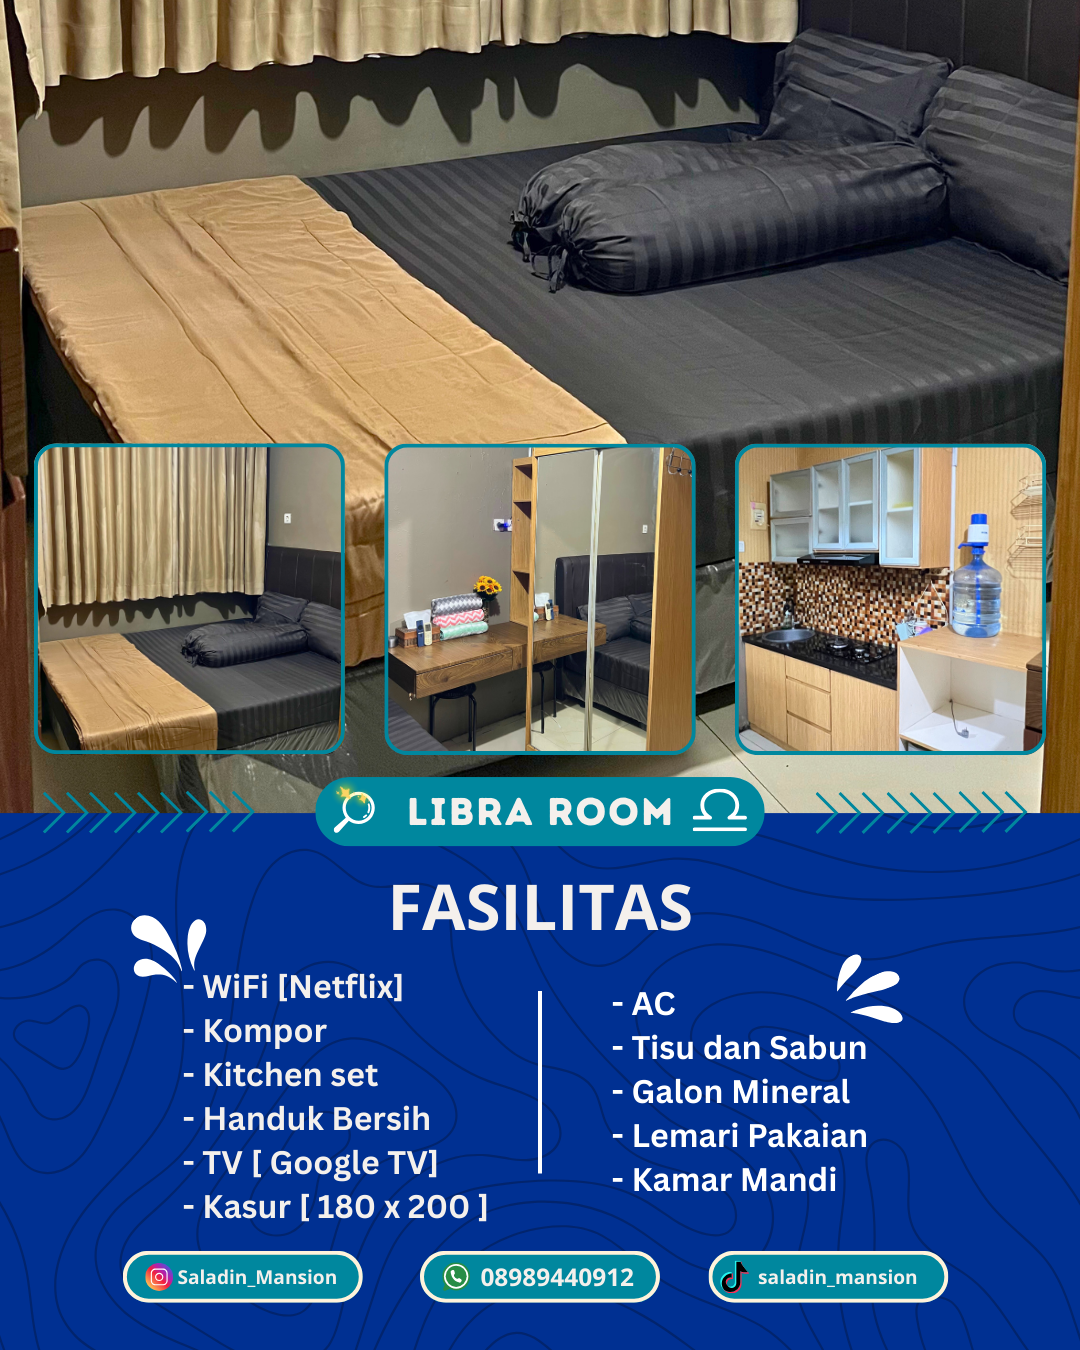 LIBRA ROOM
FASILITAS
- WiFi [Netflix]
- Kompor
- Kitchen set
- Handuk Bersih
- TV [ Google TV]
- Kasur [ 180 x 200 ]
- AC
- Tisu dan Sabun
- Galon Mineral
- Lemari Pakaian
- Kamar Mandi
Saladin_Mansion
08989440912
saladin_mansion